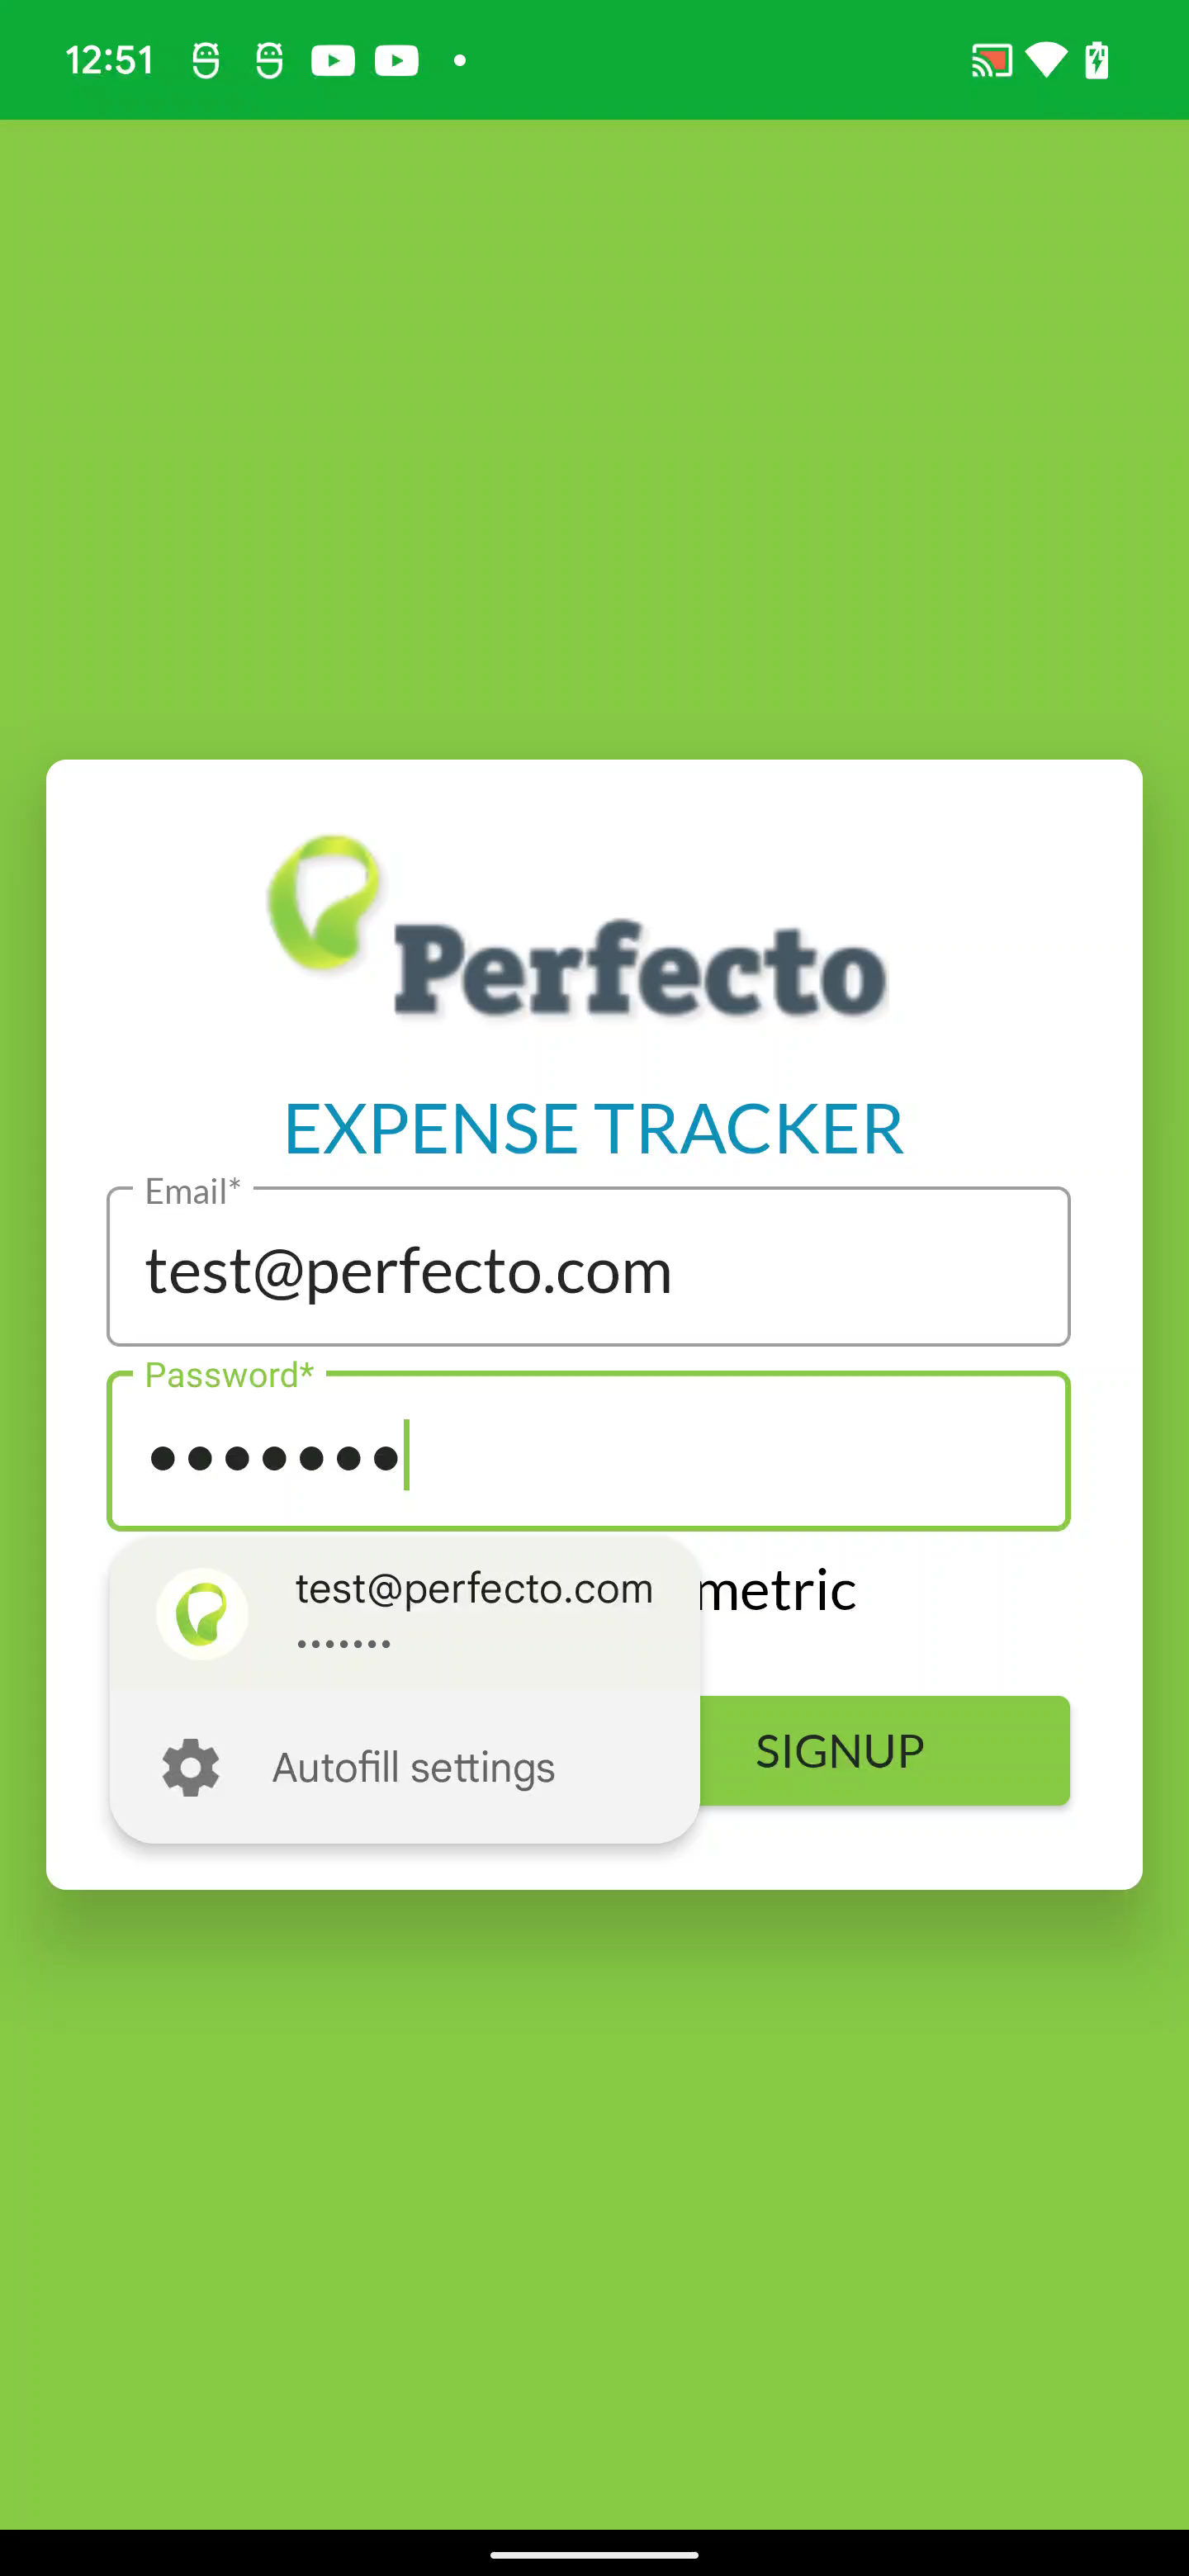 12:51
Perfecto
EXPENSE TRACKER
Email*
test@perfecto.com
Password*
•••••••
test@perfecto.com
metric
•••••••
SIGNUP
Autofill settings